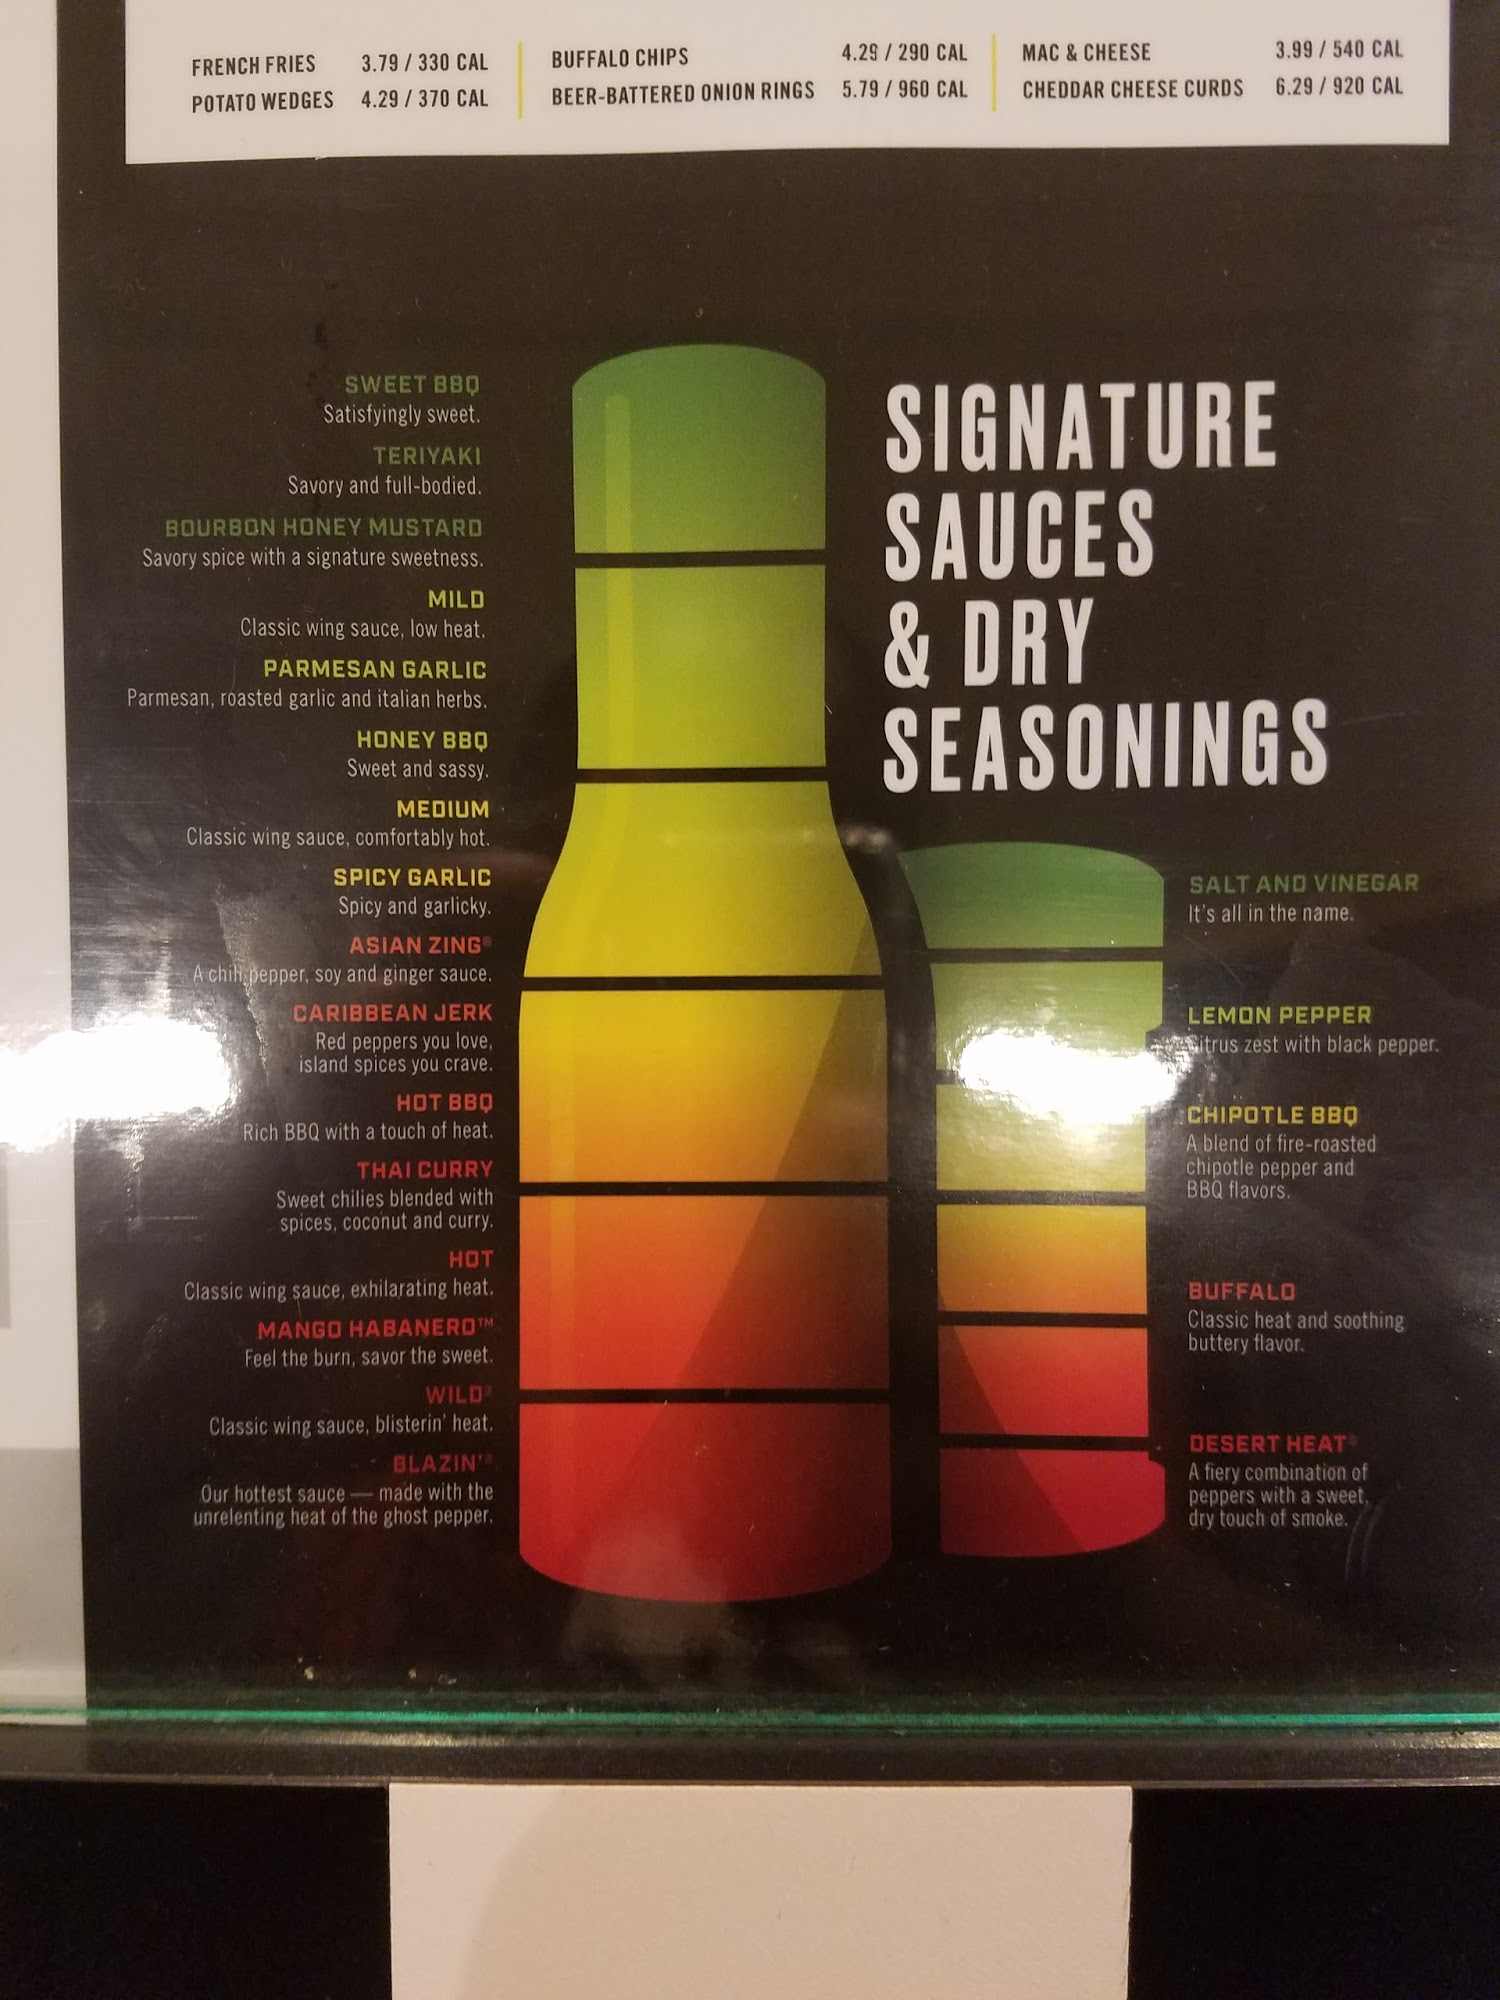 FRENCH FRIES 3.79 / 330 CAL
POTATO WEDGES 4.29 / 370 CAL
BUFFALO CHIPS 4.29 / 290 CAL
BEER-BATTERED ONION RINGS 5.79 / 960 CAL
MAC & CHEESE 3.99 / 540 CAL
CHEDDAR CHEESE CURDS 6.29 / 920 CAL
SIGNATURE
SAUCES
& DRY
SEASONINGS
SWEET BBQ
Satisfyingly sweet.
TERIYAKI
Savory and full-bodied.
BOURBON HONEY MUSTARD
Savory spice with a signature sweetness.
MILD
Classic wing sauce, low heat.
PARMESAN GARLIC
Parmesan, roasted garlic and italian herbs.
HONEY BBQ
Sweet and sassy.
MEDIUM
Classic wing sauce, comfortably hot.
SPICY GARLIC
Spicy and garlicky.
ASIAN ZING®
A chili pepper, soy and ginger sauce.
CARIBBEAN JERK
Red peppers you love,
island spices you crave.
HOT BBQ
Rich BBQ with a touch of heat.
THAI CURRY
Sweet chilies blended with
spices, coconut and curry.
HOT
Classic wing sauce, exhilarating heat.
MANGO HABANERO™
Feel the burn, savor the sweet.
WILD®
Classic wing sauce, blisterin' heat.
BLAZIN'®
Our hottest sauce — made with the
unrelenting heat of the ghost pepper.
SALT AND VINEGAR
It's all in the name.
LEMON PEPPER
Citrus zest with black pepper.
CHIPOTLE BBQ
A blend of fire-roasted
chipotle pepper and
BBQ flavors.
BUFFALO
Classic heat and soothing
buttery flavor.
DESERT HEAT®
A fiery combination of
peppers with a sweet,
dry touch of smoke.